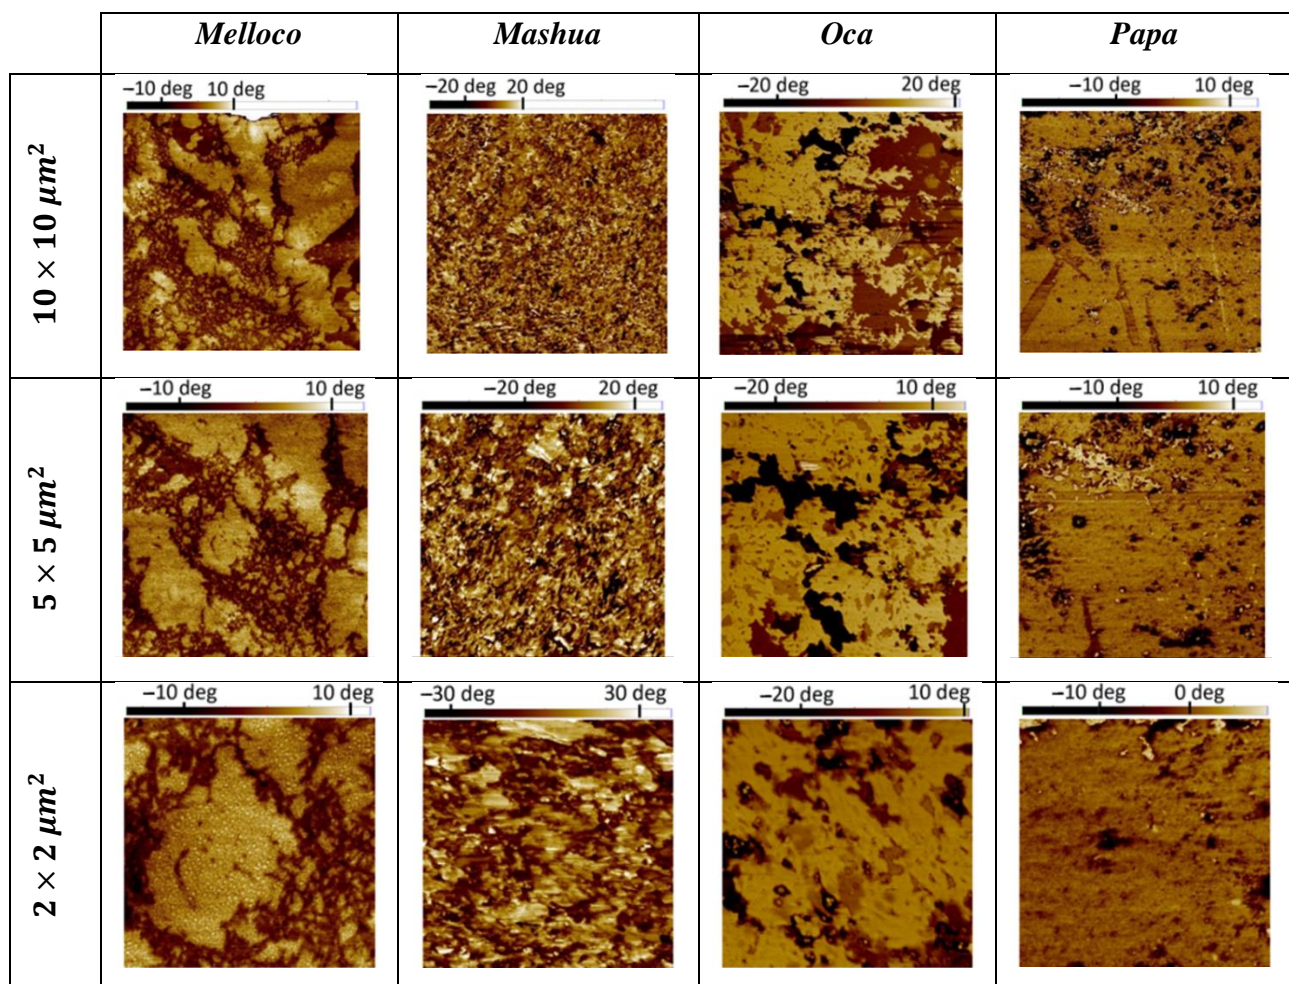 Melloco Mashua Oca Papa
10 × 10 μm²
−10 deg 10 deg
−20 deg 20 deg
−20 deg 20 deg
−10 deg 10 deg
5 × 5 μm²
−10 deg 10 deg
−20 deg 20 deg
−20 deg 10 deg
−10 deg 10 deg
2 × 2 μm²
−10 deg 10 deg
−30 deg 30 deg
−20 deg 10 deg
−10 deg 0 deg